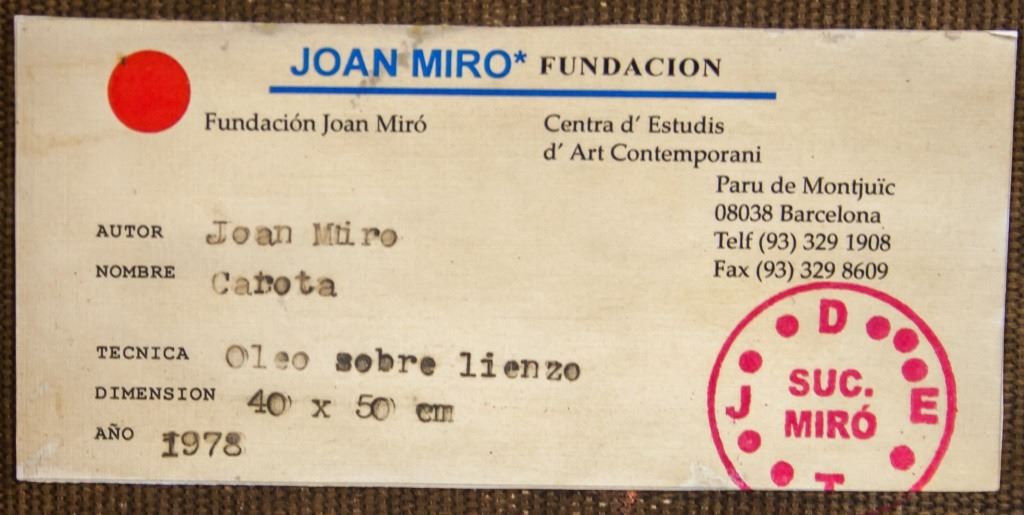 JOAN MIRO* FUNDACION
Fundación Joan Miró
Centra d' Estudis
d' Art Contemporani
Paru de Montjuïc
08038 Barcelona
Telf (93) 329 1908
Fax (93) 329 8609
AUTOR Joan Miro
NOMBRE Carota
TECNICA Oleo sobre lienzo
DIMENSION 40 x 50 cm
AÑO 1978
D
J SUC. E
MIRÓ
T